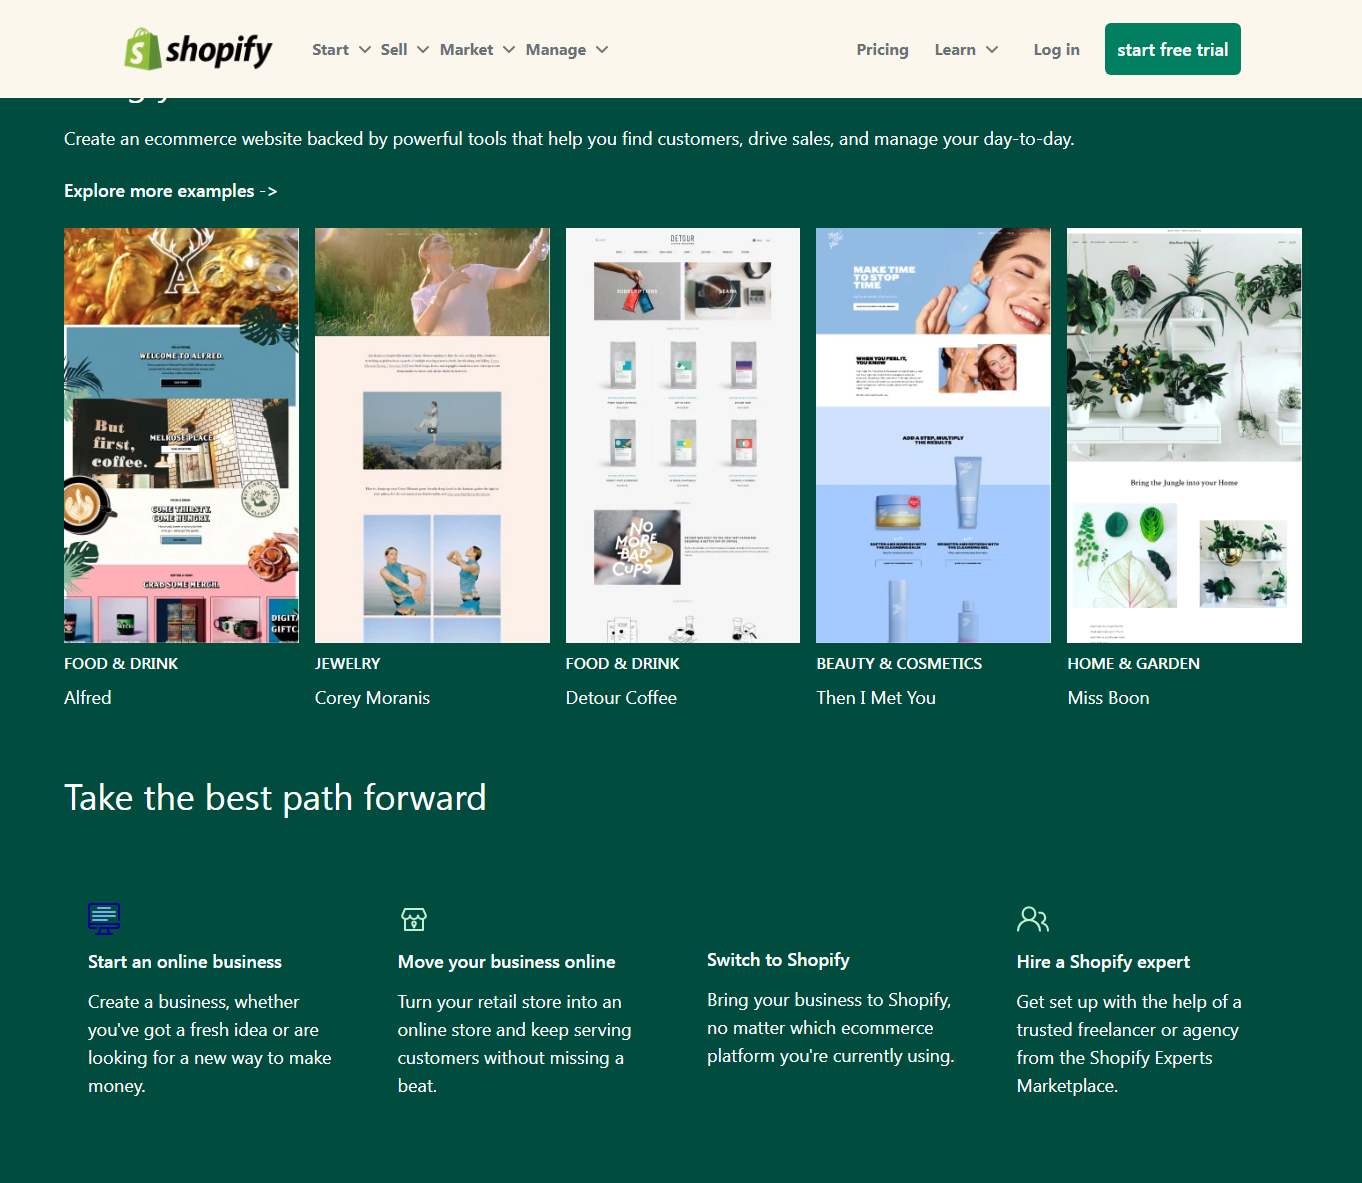 shopify
Start
Sell
Market
Manage
Pricing
Learn
Log in
start free trial
Create an ecommerce website backed by powerful tools that help you find customers, drive sales, and manage your day-to-day.
Explore more examples ->
WELCOME TO ALFRED.
But
first,
coffee.
MELROSE PLACE
COME THIRSTY,
COME HUNGRY.
GRAB SOME MERCH.
DETOUR
SUBSCRIPTIONS
NO
MORE
BAD
CUPS
MAKE TIME
TO STOP
TIME
WHEN YOU FEEL IT,
YOU KNOW
ADD A STEP, MULTIPLY
THE RESULTS
Bring the Jungle into your Home
FOOD & DRINK
Alfred
JEWELRY
Corey Moranis
FOOD & DRINK
Detour Coffee
BEAUTY & COSMETICS
Then I Met You
HOME & GARDEN
Miss Boon
Take the best path forward
Start an online business
Create a business, whether
you've got a fresh idea or are
looking for a new way to make
money.
Move your business online
Turn your retail store into an
online store and keep serving
customers without missing a
beat.
Switch to Shopify
Bring your business to Shopify,
no matter which ecommerce
platform you're currently using.
Hire a Shopify expert
Get set up with the help of a
trusted freelancer or agency
from the Shopify Experts
Marketplace.